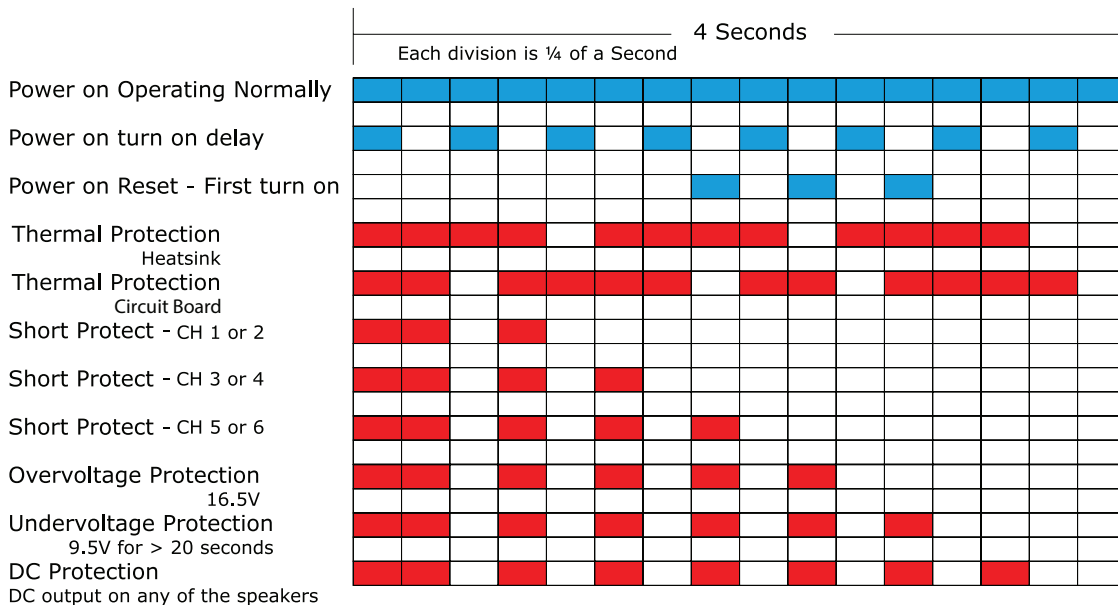 4 Seconds
Each division is ¼ of a Second
Power on Operating Normally
Power on turn on delay
Power on Reset - First turn on
Thermal Protection
Heatsink
Thermal Protection
Circuit Board
Short Protect - CH 1 or 2
Short Protect - CH 3 or 4
Short Protect - CH 5 or 6
Overvoltage Protection
16.5V
Undervoltage Protection
9.5V for > 20 seconds
DC Protection
DC output on any of the speakers